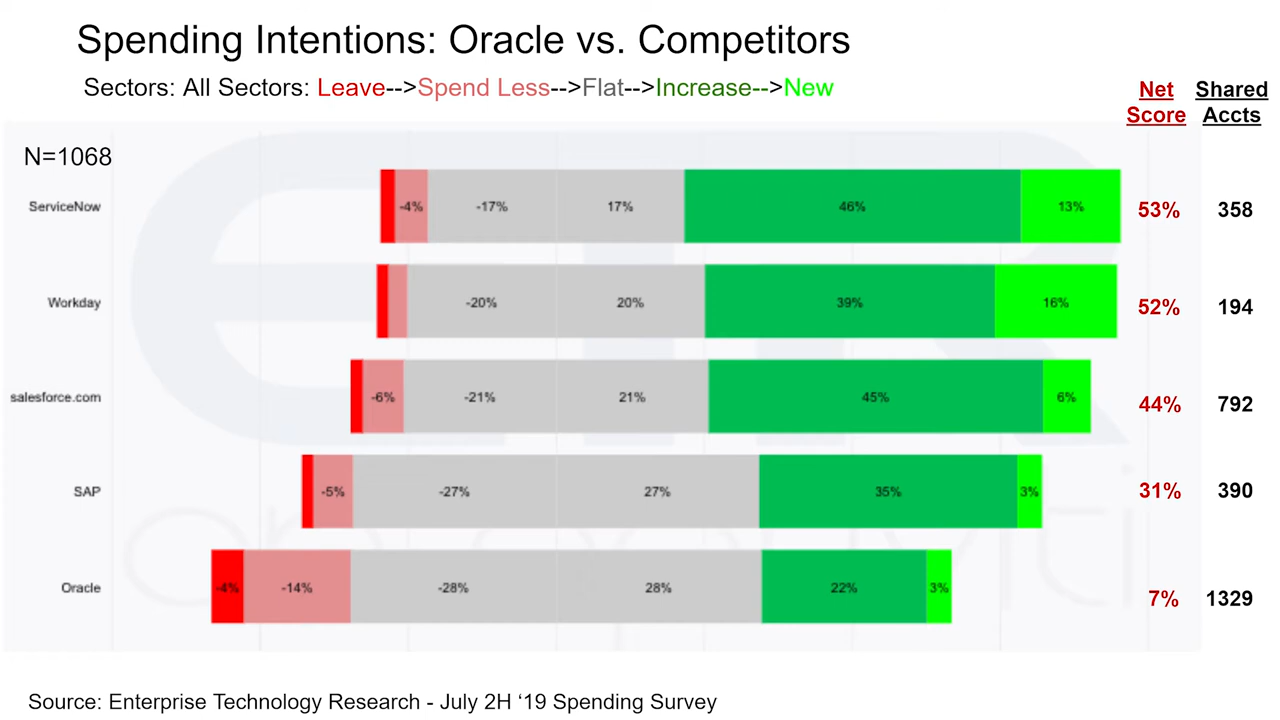 Spending Intentions: Oracle vs. Competitors
Sectors: All Sectors: Leave-->Spend Less-->Flat-->Increase-->New
Net Score
Shared Accts
N=1068
ServiceNow -4% -17% 17% 46% 13% 53% 358
Workday -20% 20% 39% 16% 52% 194
salesforce.com -6% -21% 21% 45% 6% 44% 792
SAP -5% -27% 27% 35% 3% 31% 390
Oracle -4% -14% -28% 28% 22% 3% 7% 1329
Source: Enterprise Technology Research - July 2H ‘19 Spending Survey